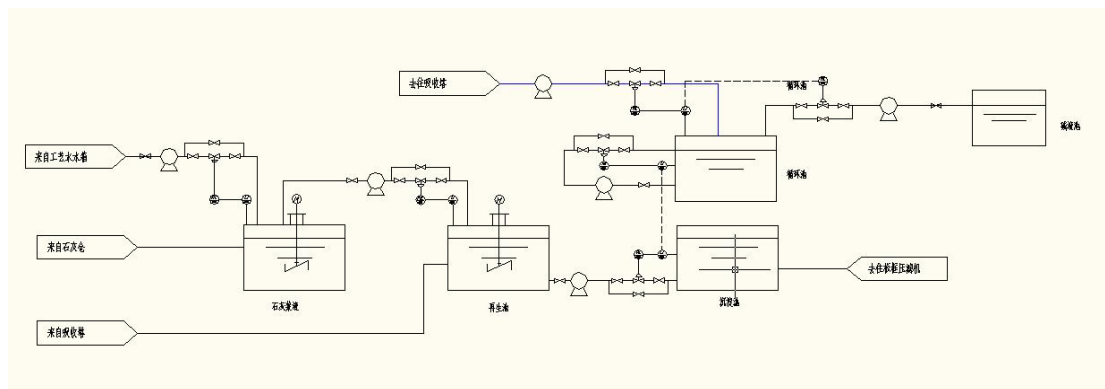 去往吸收塔
循环池
碱液池
来自工艺水水箱
循环池
来自石灰仓
去往板框压滤机
石灰浆液
再生池
沉淀池
来自吸收塔